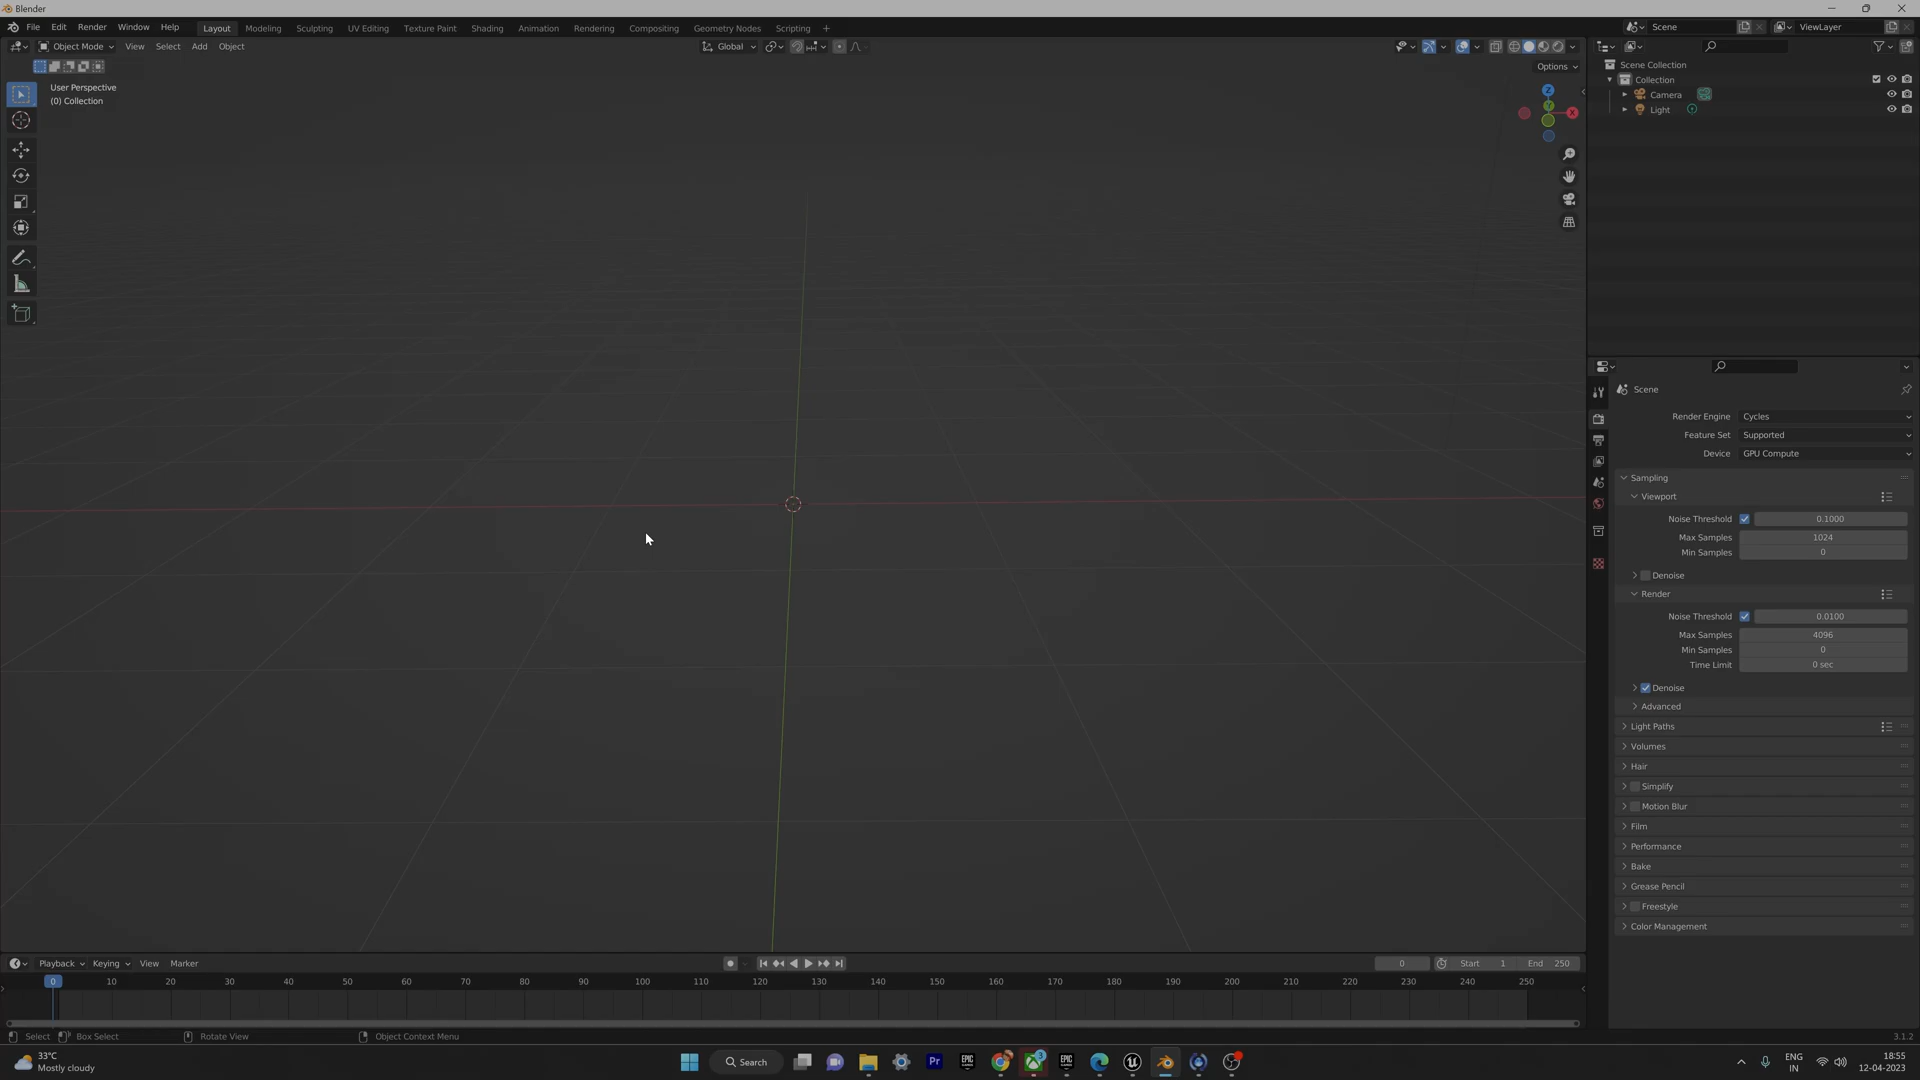 Blender
File Edit Render Window Help Layout Modeling Sculpting UV Editing Texture Paint Shading Animation Rendering Compositing Geometry Nodes Scripting + Scene ViewLayer
Object Mode View Select Add Object Global
Options
User Perspective
(0) Collection
Z
Y
X
Scene Collection
Collection
Camera
Light
Scene
Render Engine Cycles
Feature Set Supported
Device GPU Compute
Sampling
Viewport
Noise Threshold 0.1000
Max Samples 1024
Min Samples 0
Denoise
Render
Noise Threshold 0.0100
Max Samples 4096
Min Samples 0
Time Limit 0 sec
Denoise
Advanced
Light Paths
Volumes
Hair
Simplify
Motion Blur
Film
Performance
Bake
Grease Pencil
Freestyle
Color Management
Playback Keying View Marker 0 Start 1 End 250
0 10 20 30 40 50 60 70 80 90 100 110 120 130 140 150 160 170 180 190 200 210 220 230 240 250
Select Box Select Rotate View Object Context Menu 3.1.2
33°C
Mostly cloudy
Search
Pr
EPIC
3
EPIC
ENG
IN
18:55
12-04-2023